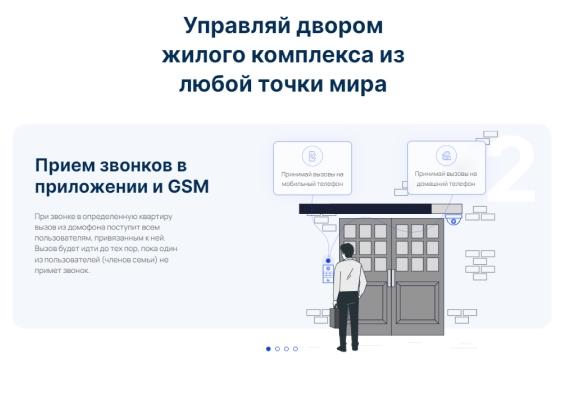 Управляй двором
жилого комплекса из
любой точки мира
Прием звонков в
приложении и GSM
При звонке в определенную квартиру
вызов из домофона поступит всем
пользователям, привязанным к ней.
Вызов будет идти до тех пор, пока один
из пользователей (членов семьи) не
примет звонок.
Принимай вызовы на
мобильный телефон
Принимай вызовы на
домашний телефон
2